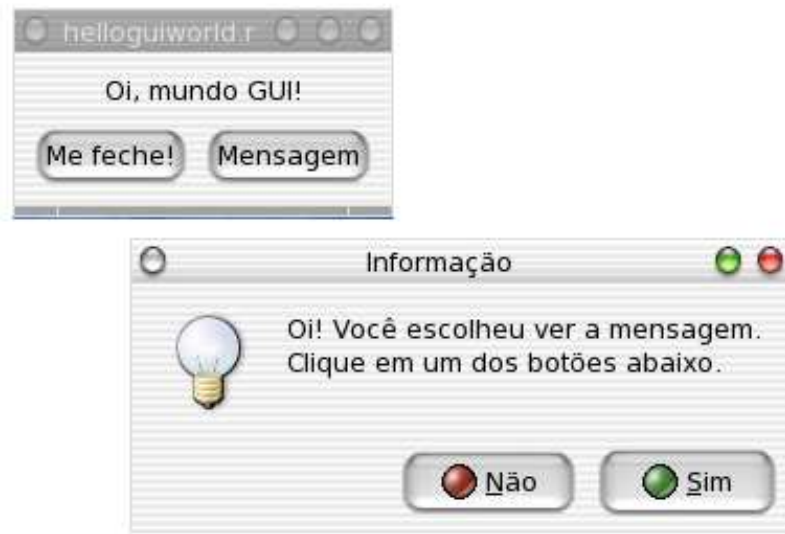 helloguiworld.r
Oi, mundo GUI!
Me feche! Mensagem
Informação
Oi! Você escolheu ver a mensagem.
Clique em um dos botões abaixo.
Não Sim